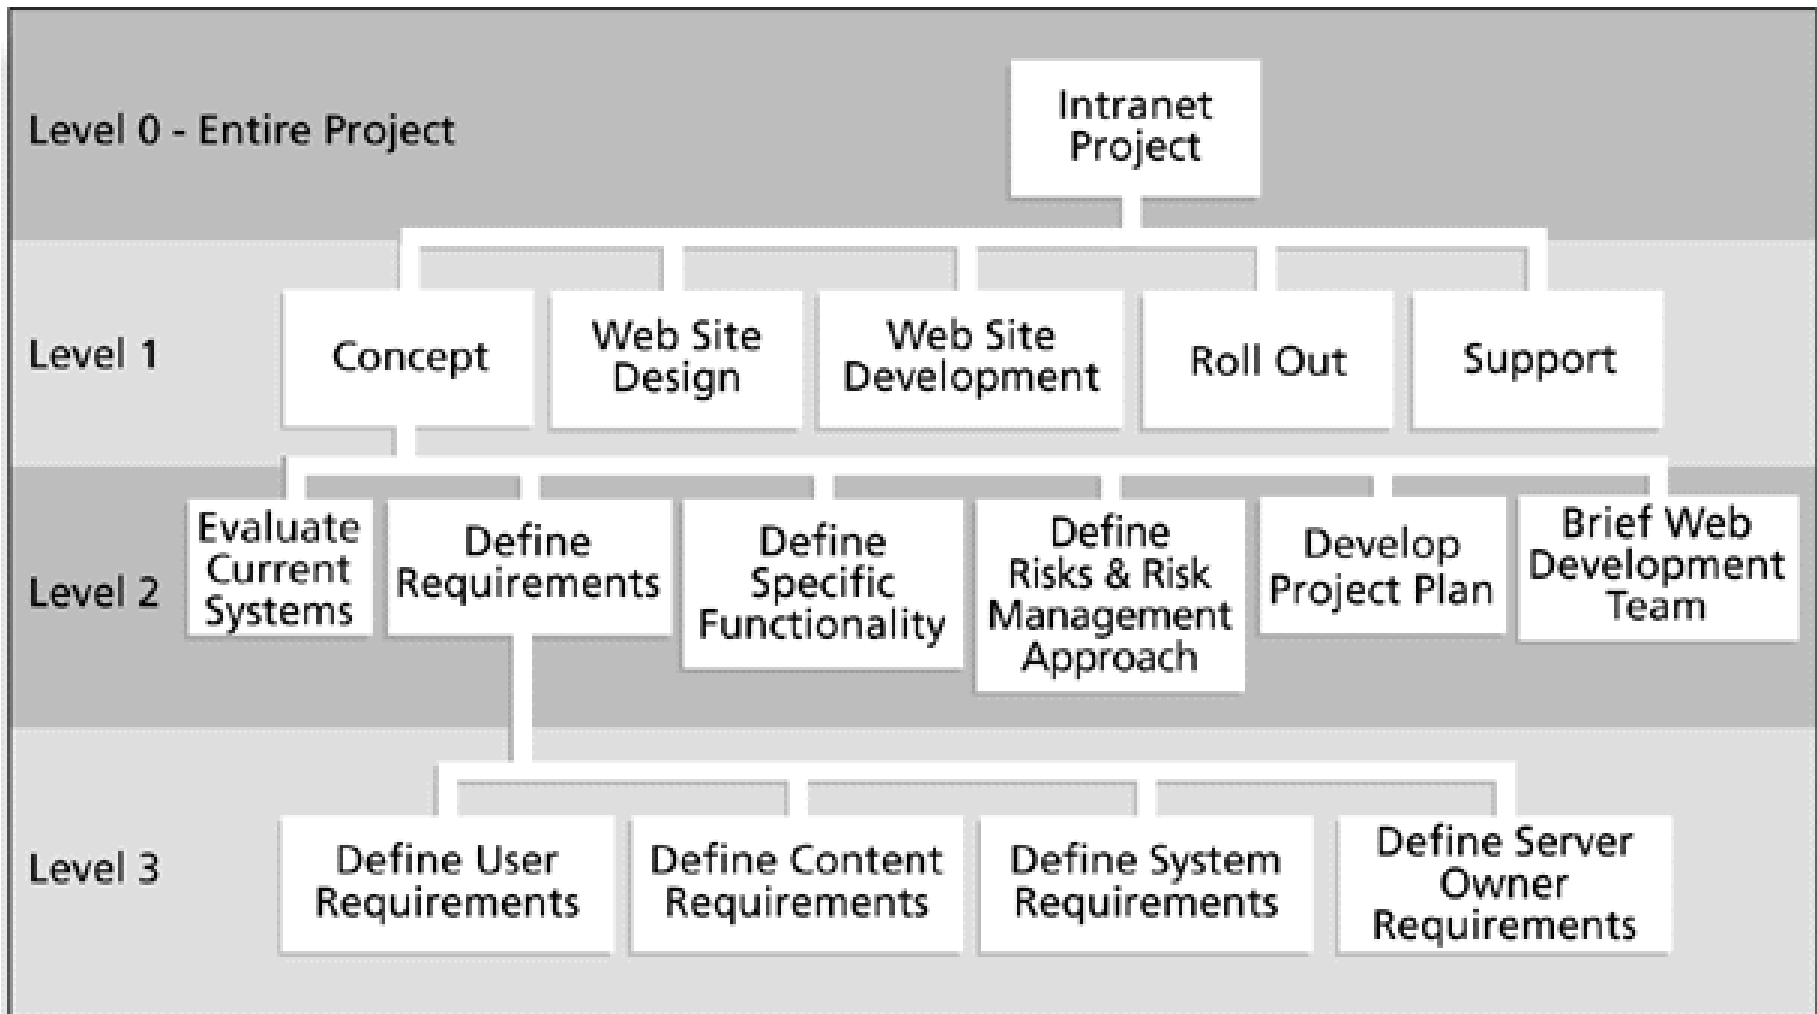 Level 0 - Entire Project
Intranet
Project
Level 1
Concept
Web Site
Design
Web Site
Development
Roll Out
Support
Level 2
Evaluate
Current
Systems
Define
Requirements
Define
Specific
Functionality
Define
Risks & Risk
Management
Approach
Develop
Project Plan
Brief Web
Development
Team
Level 3
Define User
Requirements
Define Content
Requirements
Define System
Requirements
Define Server
Owner
Requirements